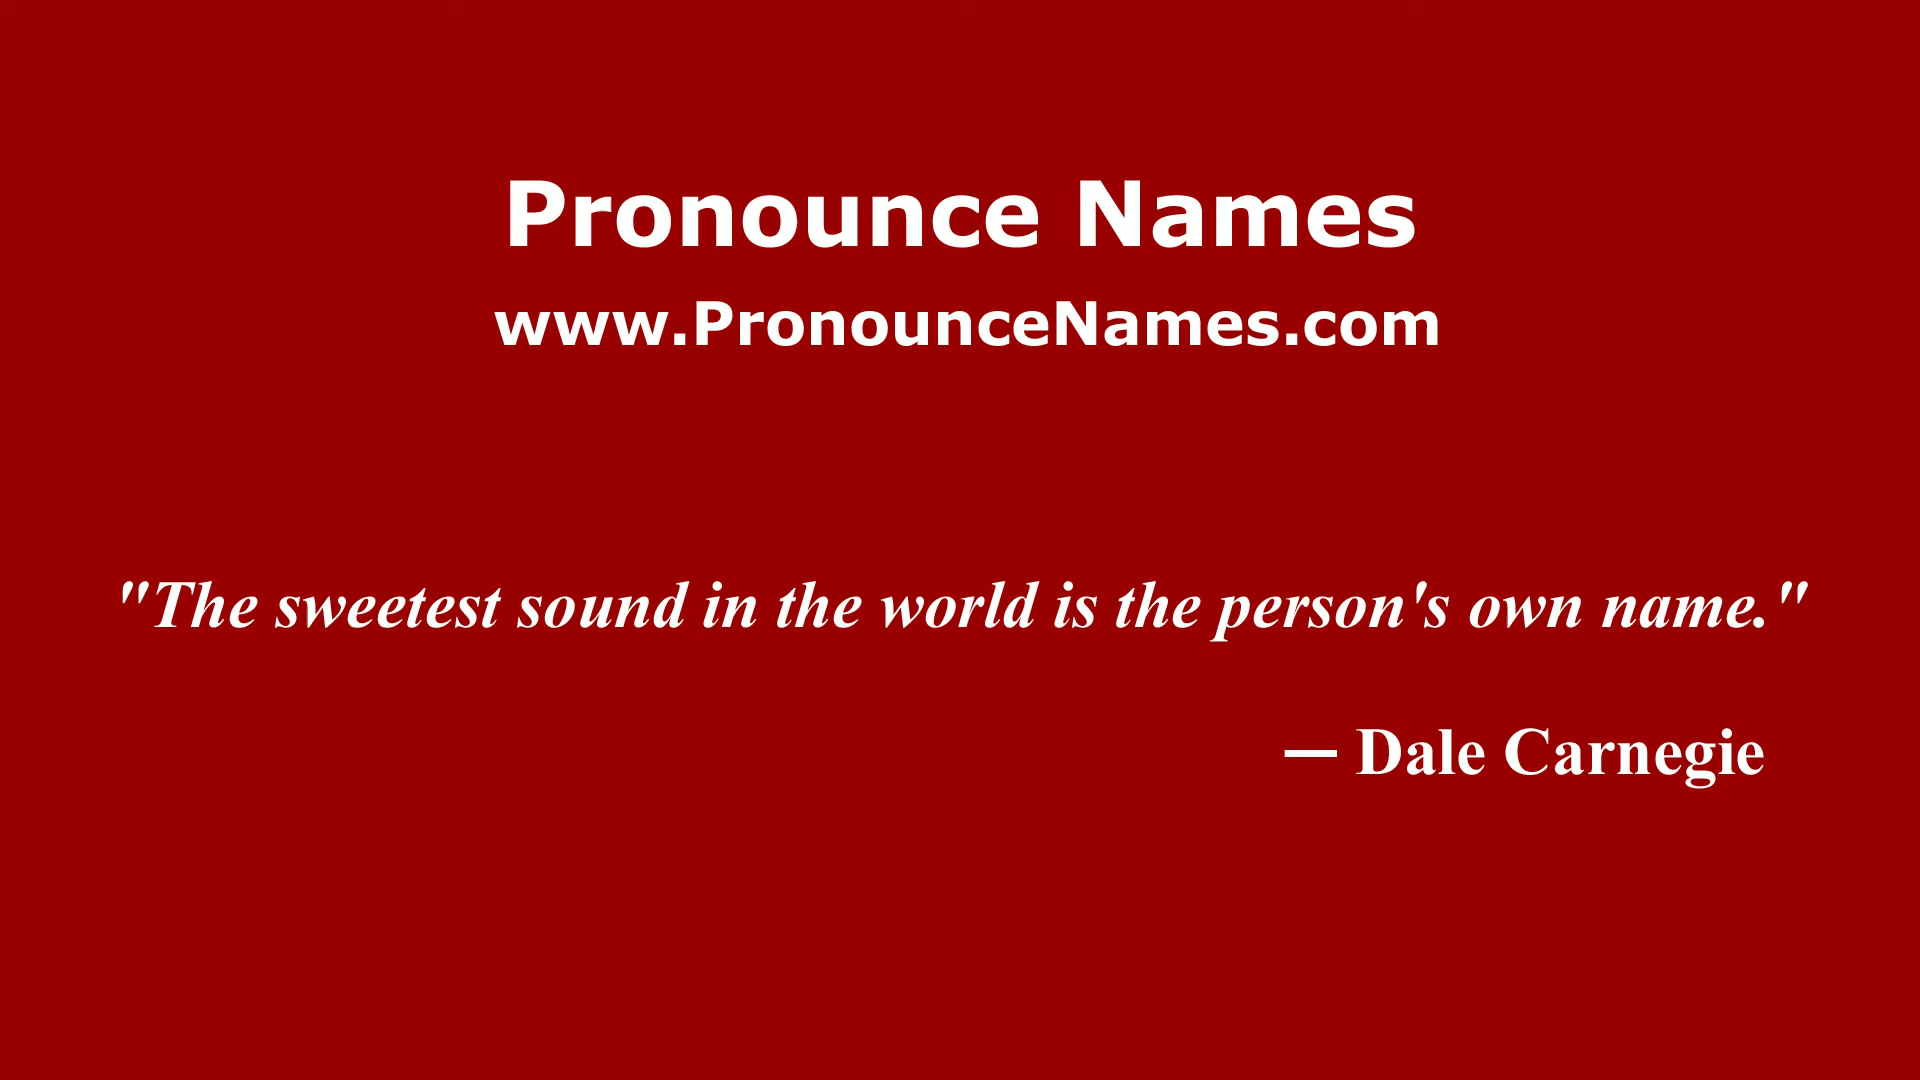 Pronounce Names
www.PronounceNames.com
"The sweetest sound in the world is the person's own name."
— Dale Carnegie